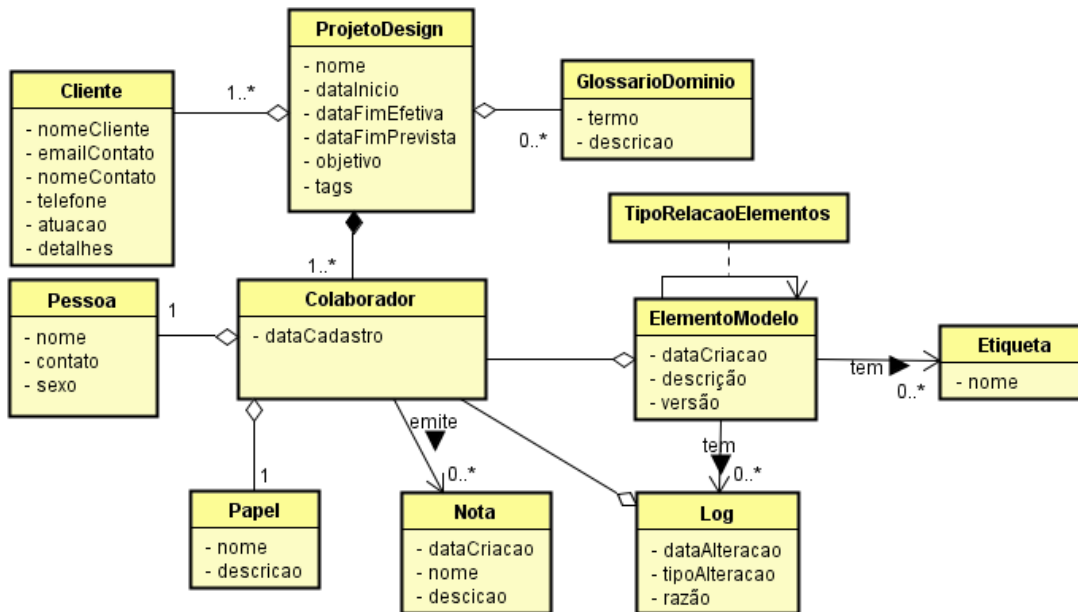 ProjetoDesign
- nome
- dataInicio
- dataFimEfetiva
- dataFimPrevista
- objetivo
- tags
Cliente
- nomeCliente
- emailContato
- nomeContato
- telefone
- atuacao
- detalhes
1..*
GlossarioDominio
- termo
- descricao
0..*
TipoRelacaoElementos
1..*
Pessoa
- nome
- contato
- sexo
1
Colaborador
- dataCadastro
ElementoModelo
- dataCriacao
- descrição
- versão
tem
0..*
Etiqueta
- nome
emite
0..*
tem
0..*
1
Papel
- nome
- descricao
Nota
- dataCriacao
- nome
- descicao
Log
- dataAlteracao
- tipoAlteracao
- razão